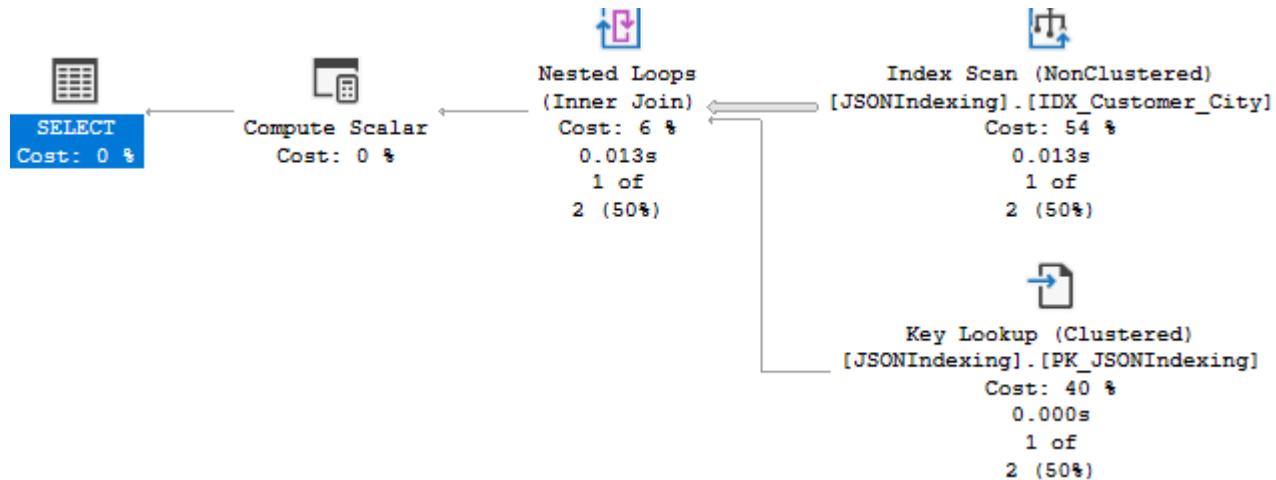 SELECT
Cost: 0 %
Compute Scalar
Cost: 0 %
Nested Loops
(Inner Join)
Cost: 6 %
0.013s
1 of
2 (50%)
Index Scan (NonClustered)
[JSONIndexing].[IDX_Customer_City]
Cost: 54 %
0.013s
1 of
2 (50%)
Key Lookup (Clustered)
[JSONIndexing].[PK_JSONIndexing]
Cost: 40 %
0.000s
1 of
2 (50%)